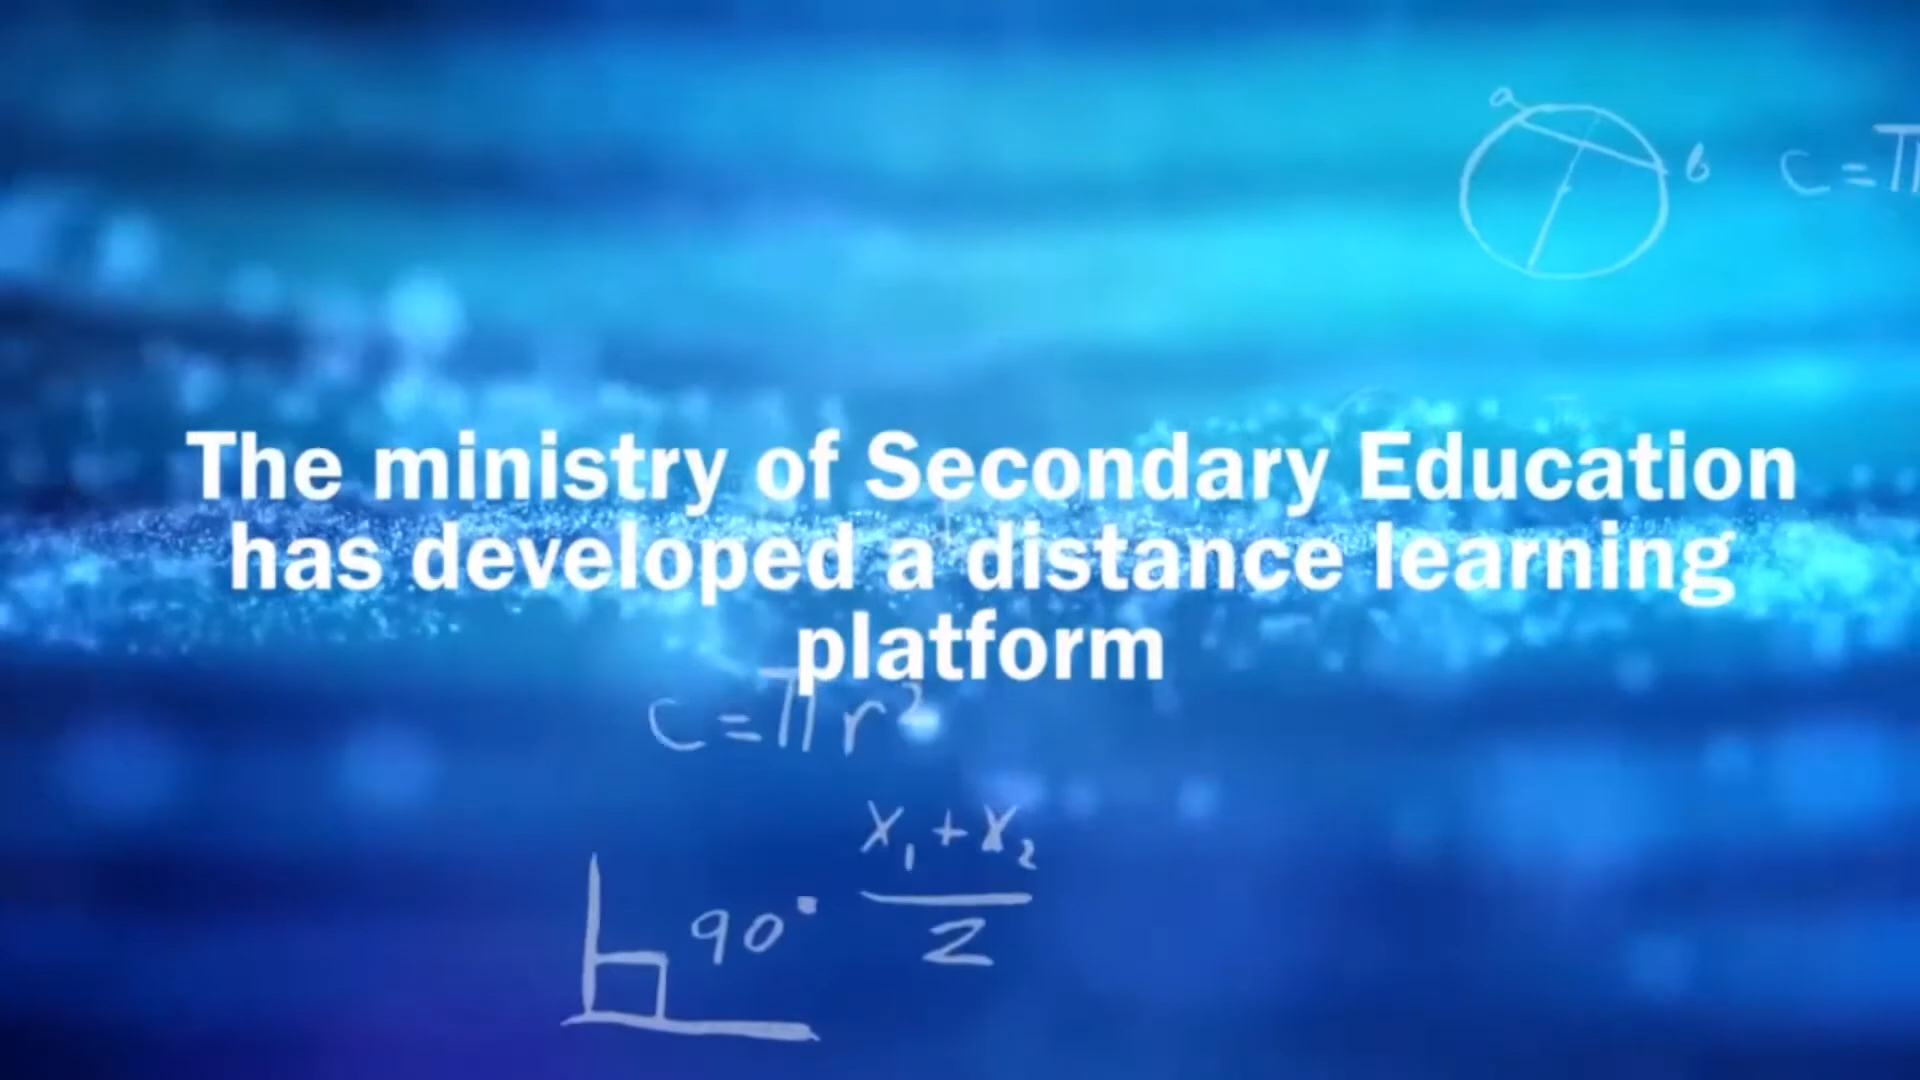 a
b C=π
The ministry of Secondary Education
has developed a distance learning
platform
C=πr²
X₁+X₂
90°
2